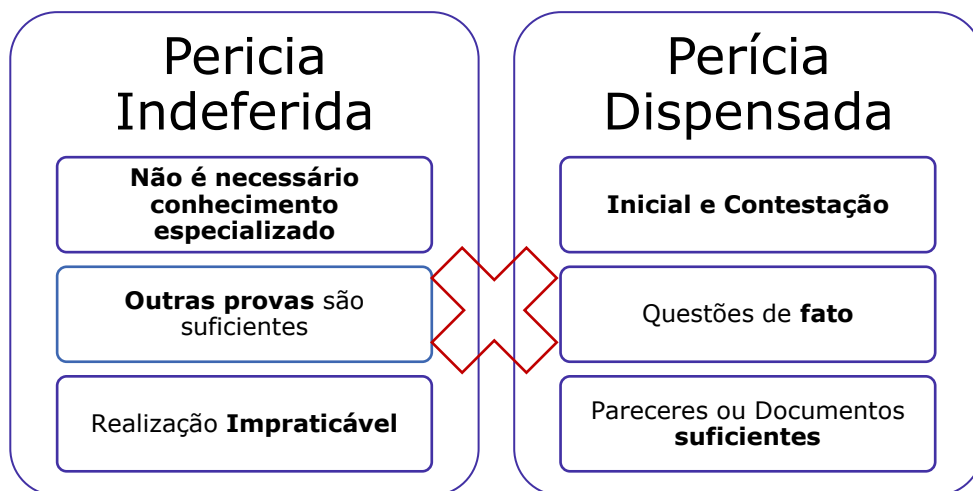 Pericia
Indeferida
Não é necessário
conhecimento
especializado
Outras provas são
suficientes
Realização Impraticável
Perícia
Dispensada
Inicial e Contestação
Questões de fato
Pareceres ou Documentos
suficientes